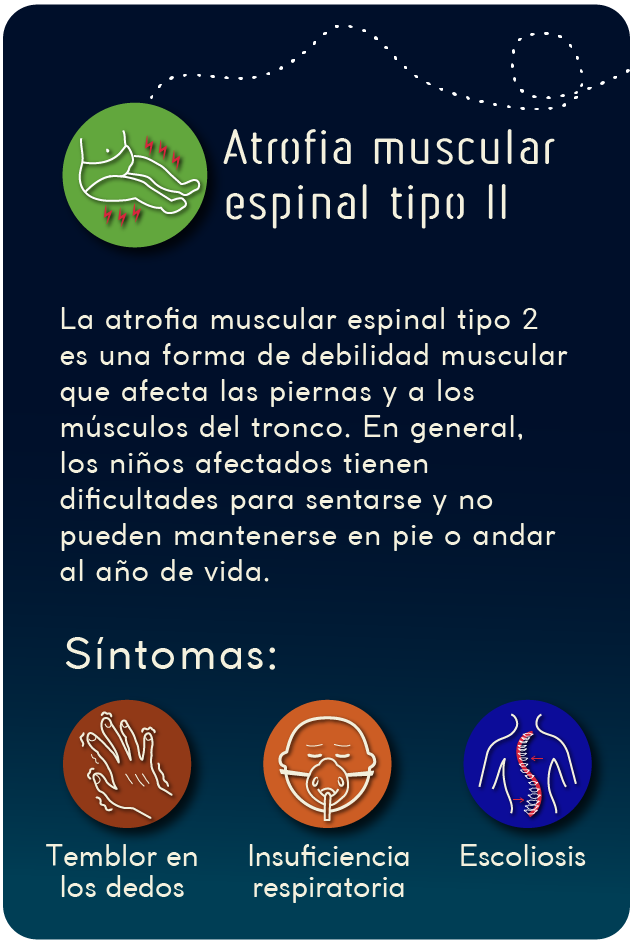 Atrofia muscular
espinal tipo II
La atrofia muscular espinal tipo 2
es una forma de debilidad muscular
que afecta las piernas y a los
músculos del tronco. En general,
los niños afectados tienen
dificultades para sentarse y no
pueden mantenerse en pie o andar
al año de vida.
Síntomas:
Temblor en
los dedos
Insuficiencia
respiratoria
Escoliosis